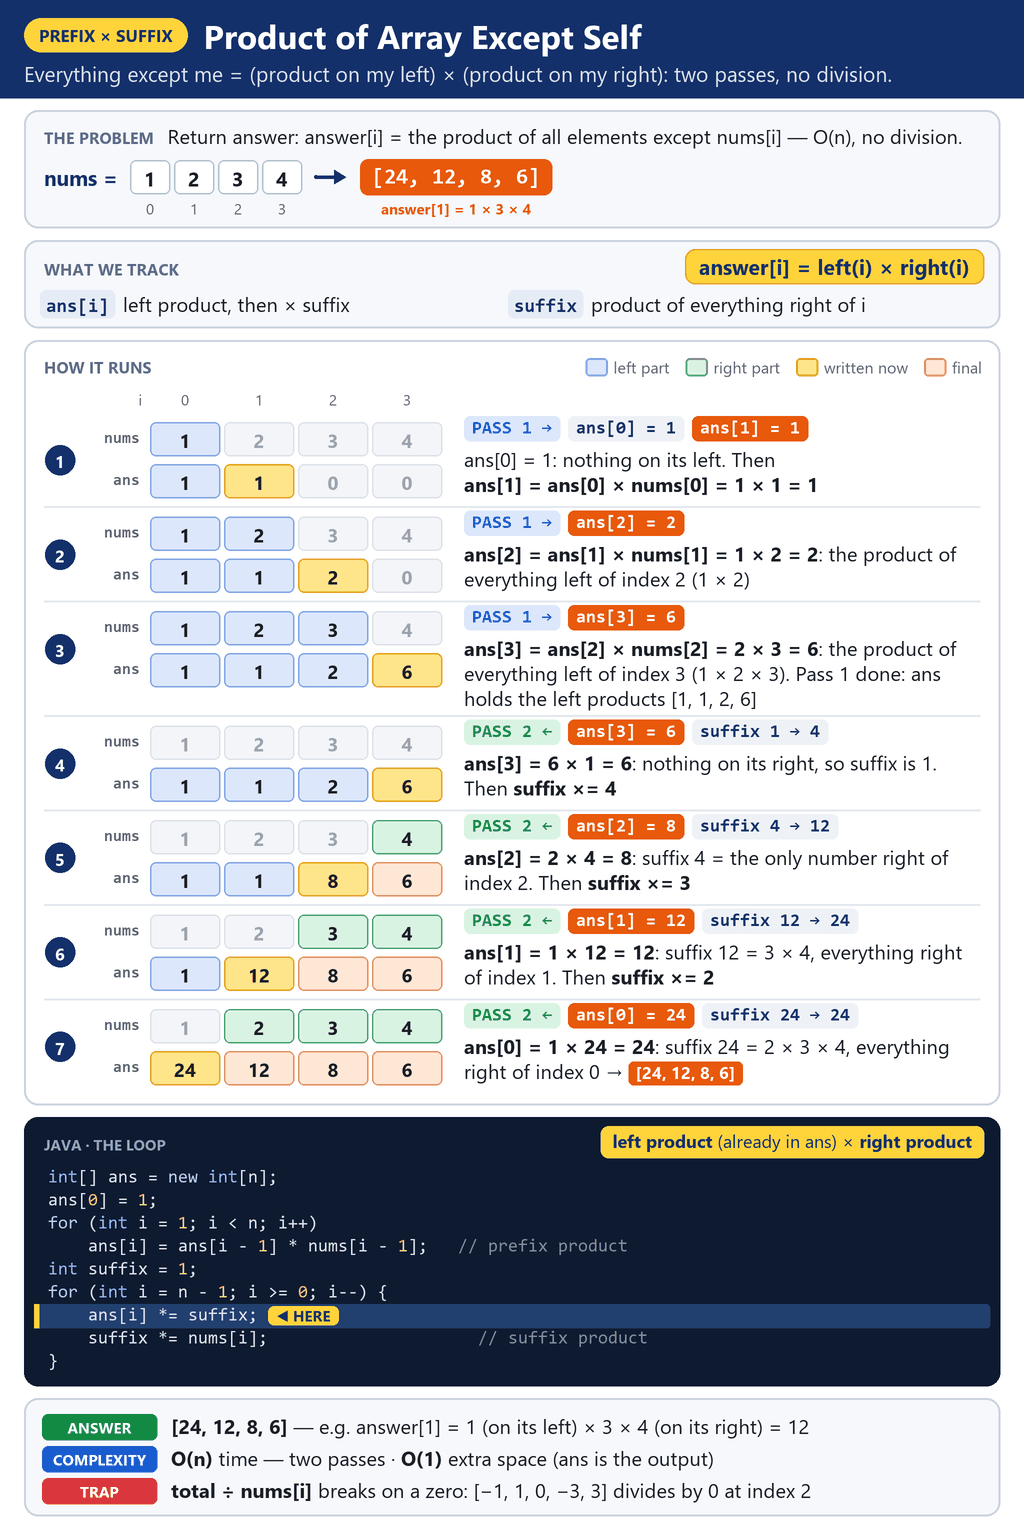 PREFIX × SUFFIX Product of Array Except Self
Everything except me = (product on my left) × (product on my right): two passes, no division.
THE PROBLEM Return answer: answer[i] = the product of all elements except nums[i] — O(n), no division.
nums = 1 2 3 4 → [24, 12, 8, 6]
0 1 2 3 answer[1] = 1 × 3 × 4
WHAT WE TRACK answer[i] = left(i) × right(i)
ans[i] left product, then × suffix suffix product of everything right of i
HOW IT RUNS left part right part written now final
i 0 1 2 3
1
nums 1 2 3 4
ans 1 1 0 0
PASS 1 → ans[0] = 1 ans[1] = 1
ans[0] = 1: nothing on its left. Then
ans[1] = ans[0] × nums[0] = 1 × 1 = 1
2
nums 1 2 3 4
ans 1 1 2 0
PASS 1 → ans[2] = 2
ans[2] = ans[1] × nums[1] = 1 × 2 = 2: the product of
everything left of index 2 (1 × 2)
3
nums 1 2 3 4
ans 1 1 2 6
PASS 1 → ans[3] = 6
ans[3] = ans[2] × nums[2] = 2 × 3 = 6: the product of
everything left of index 3 (1 × 2 × 3). Pass 1 done: ans
holds the left products [1, 1, 2, 6]
4
nums 1 2 3 4
ans 1 1 2 6
PASS 2 ← ans[3] = 6 suffix 1 → 4
ans[3] = 6 × 1 = 6: nothing on its right, so suffix is 1.
Then suffix ×= 4
5
nums 1 2 3 4
ans 1 1 8 6
PASS 2 ← ans[2] = 8 suffix 4 → 12
ans[2] = 2 × 4 = 8: suffix 4 = the only number right of
index 2. Then suffix ×= 3
6
nums 1 2 3 4
ans 1 12 8 6
PASS 2 ← ans[1] = 12 suffix 12 → 24
ans[1] = 1 × 12 = 12: suffix 12 = 3 × 4, everything right
of index 1. Then suffix ×= 2
7
nums 1 2 3 4
ans 24 12 8 6
PASS 2 ← ans[0] = 24 suffix 24 → 24
ans[0] = 1 × 24 = 24: suffix 24 = 2 × 3 × 4, everything
right of index 0 → [24, 12, 8, 6]
JAVA · THE LOOP left product (already in ans) × right product
int[] ans = new int[n];
ans[0] = 1;
for (int i = 1; i < n; i++)
    ans[i] = ans[i - 1] * nums[i - 1];   // prefix product
int suffix = 1;
for (int i = n - 1; i >= 0; i--) {
    ans[i] *= suffix; ◀ HERE
    suffix *= nums[i];                     // suffix product
}
ANSWER [24, 12, 8, 6] — e.g. answer[1] = 1 (on its left) × 3 × 4 (on its right) = 12
COMPLEXITY O(n) time — two passes · O(1) extra space (ans is the output)
TRAP total ÷ nums[i] breaks on a zero: [−1, 1, 0, −3, 3] divides by 0 at index 2